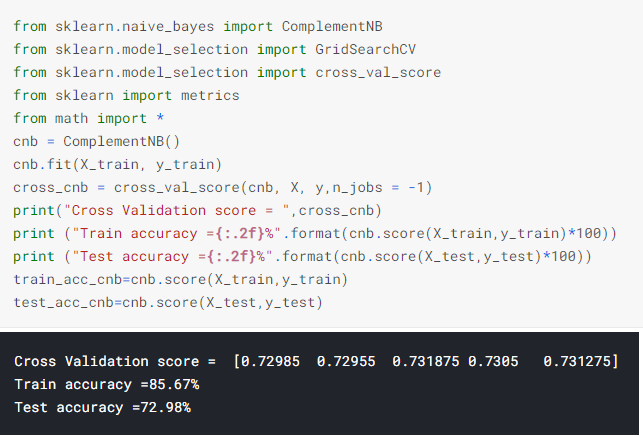 from sklearn.naive_bayes import ComplementNB
from sklearn.model_selection import GridSearchCV
from sklearn.model_selection import cross_val_score
from sklearn import metrics
from math import *
cnb = ComplementNB()
cnb.fit(X_train, y_train)
cross_cnb = cross_val_score(cnb, X, y,n_jobs = -1)
print("Cross Validation score = ",cross_cnb)
print ("Train accuracy ={:.2f}%".format(cnb.score(X_train,y_train)*100))
print ("Test accuracy ={:.2f}%".format(cnb.score(X_test,y_test)*100))
train_acc_cnb=cnb.score(X_train,y_train)
test_acc_cnb=cnb.score(X_test,y_test)
Cross Validation score =  [0.72985  0.72955  0.731875 0.7305   0.731275]
Train accuracy =85.67%
Test accuracy =72.98%